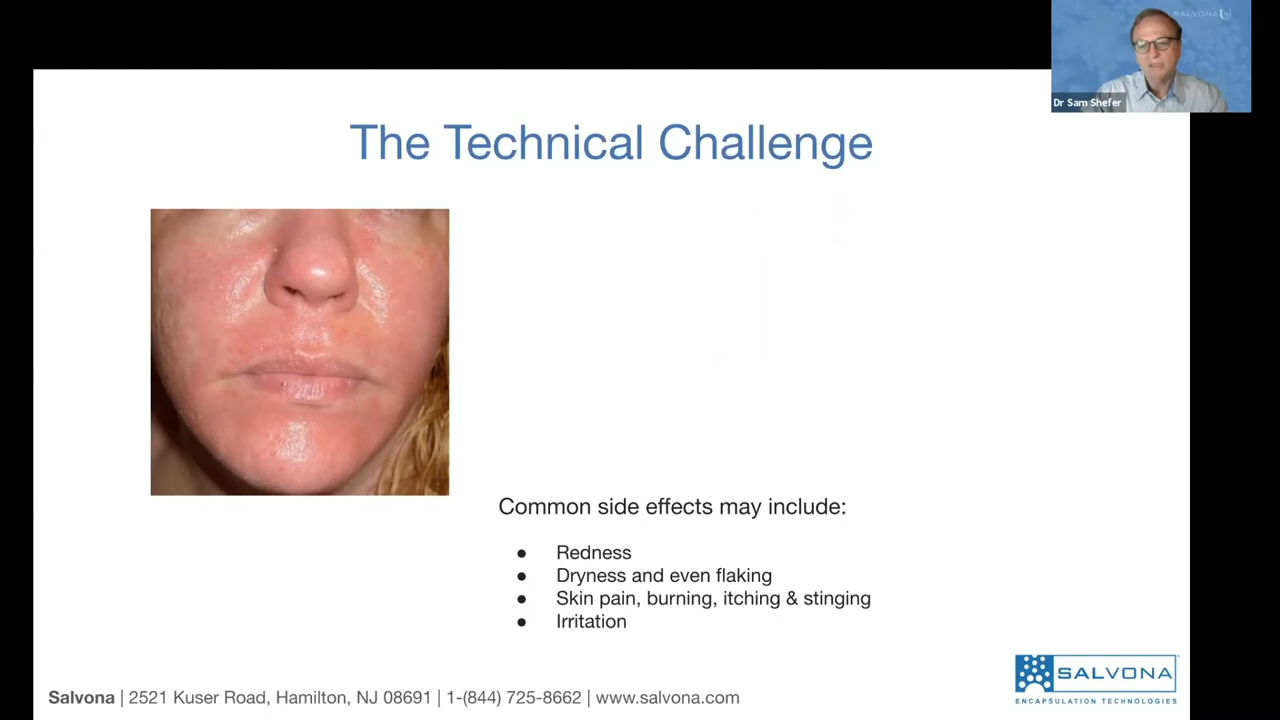 SALVONA
Dr Sam Shefer
The Technical Challenge
Common side effects may include:
● Redness
● Dryness and even flaking
● Skin pain, burning, itching & stinging
● Irritation
SALVONA
ENCAPSULATION TECHNOLOGIES
Salvona | 2521 Kuser Road, Hamilton, NJ 08691 | 1-(844) 725-8662 | www.salvona.com